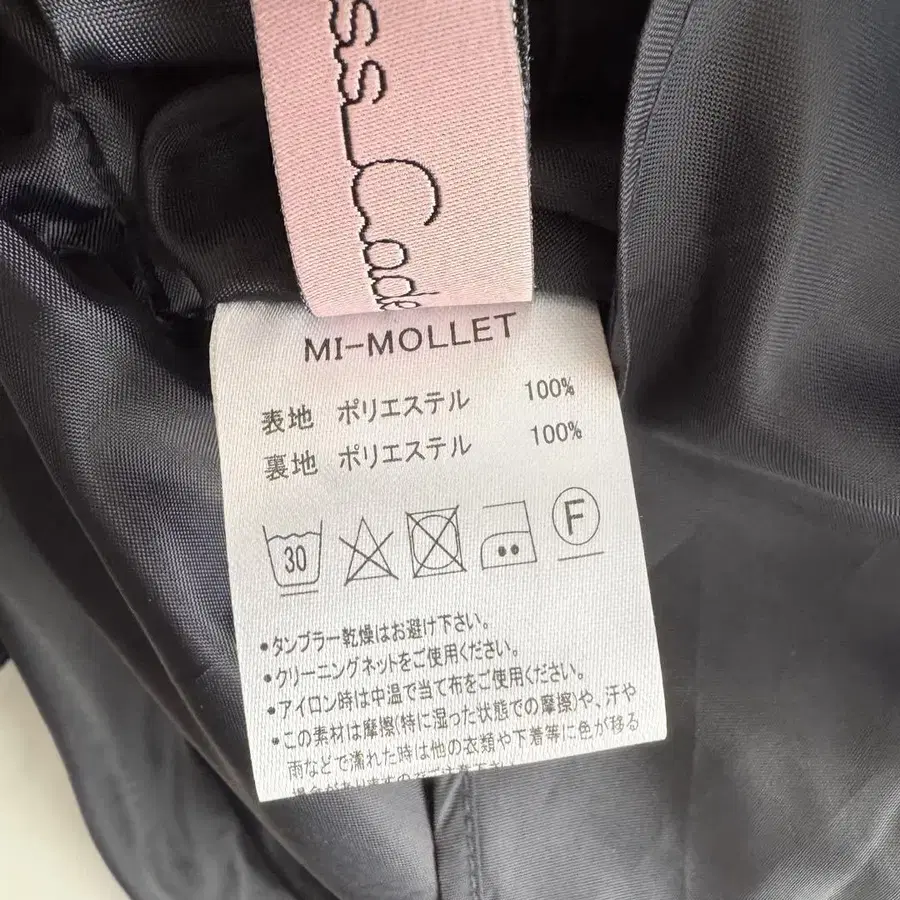 ss Code
MI-MOLLET
表地 ポリエステル 100%
裏地 ポリエステル 100%
30 F
•タンブラー乾燥はお避け下さい。
•クリーニングネットをご使用ください。
•アイロン時は中温で当て布をご使用ください。
•この素材は摩擦(特に湿った状態での摩擦)や、汗や
雨などで濡れた時は他の衣類や下着等に色が移る